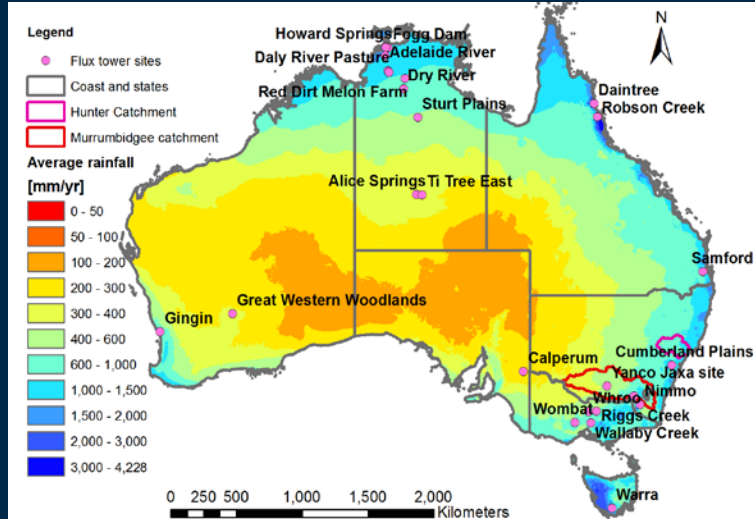 Legend
Flux tower sites
Coast and states
Hunter Catchment
Murrumbidgee catchment
Average rainfall
[mm/yr]
0 - 50
50 - 100
100 - 200
200 - 300
300 - 400
400 - 600
600 - 1,000
1,000 - 1,500
1,500 - 2,000
2,000 - 3,000
3,000 - 4,228
N
Howard Springs Fogg Dam
Daly River Pasture Adelaide River
Dry River
Red Dirt Melon Farm
Sturt Plains
Daintree
Robson Creek
Alice Springs Ti Tree East
Samford
Great Western Woodlands
Gingin
Calperum
Cumberland Plains
Yanco Jaxa site
Nimmo
Whroo
Wombat
Riggs Creek
Wallaby Creek
Warra
0 250 500 1,000 1,500 2,000
Kilometers